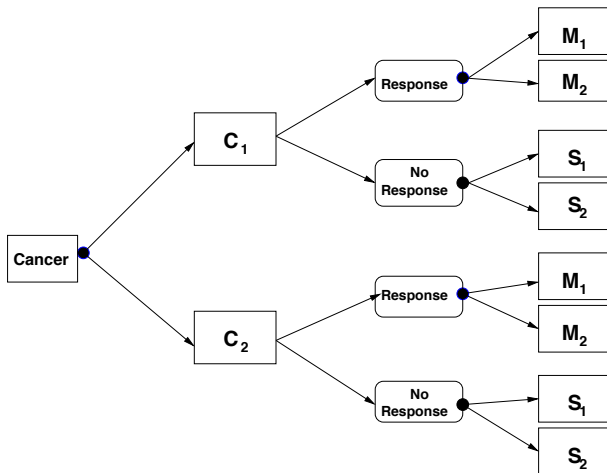 Cancer
C1
C2
Response
No
Response
Response
No
Response
M1
M2
S1
S2
M1
M2
S1
S2